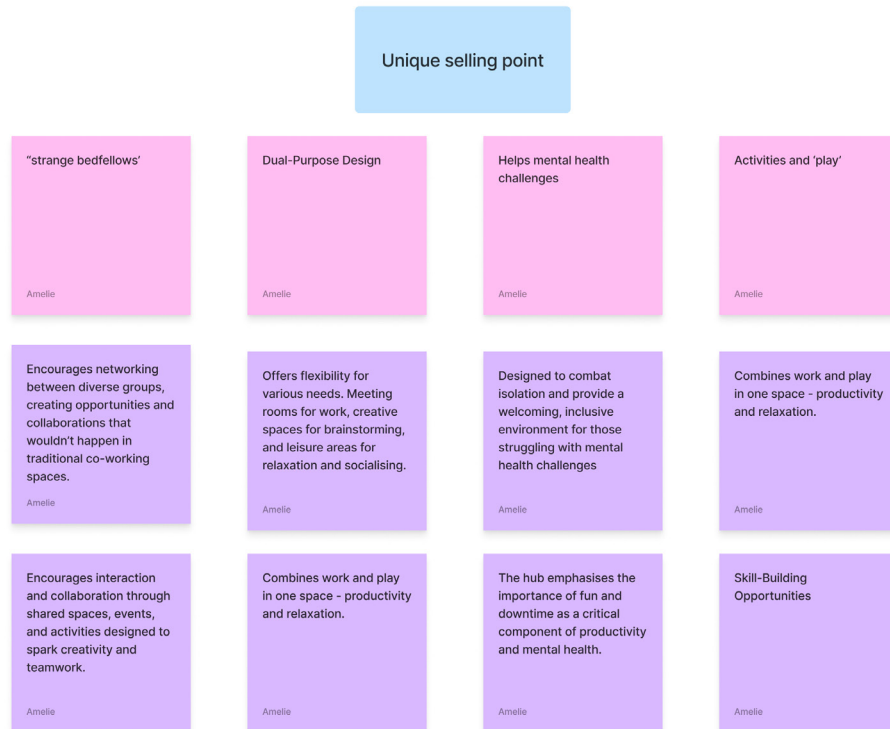 Unique selling point
“strange bedfellows’
Amelie
Dual-Purpose Design
Amelie
Helps mental health
challenges
Amelie
Activities and ‘play’
Amelie
Encourages networking
between diverse groups,
creating opportunities and
collaborations that
wouldn’t happen in
traditional co-working
spaces.
Amelie
Offers flexibility for
various needs. Meeting
rooms for work, creative
spaces for brainstorming,
and leisure areas for
relaxation and socialising.
Amelie
Designed to combat
isolation and provide a
welcoming, inclusive
environment for those
struggling with mental
health challenges
Amelie
Combines work and play
in one space - productivity
and relaxation.
Amelie
Encourages interaction
and collaboration through
shared spaces, events,
and activities designed to
spark creativity and
teamwork.
Amelie
Combines work and play
in one space - productivity
and relaxation.
Amelie
The hub emphasises the
importance of fun and
downtime as a critical
component of productivity
and mental health.
Amelie
Skill-Building
Opportunities
Amelie